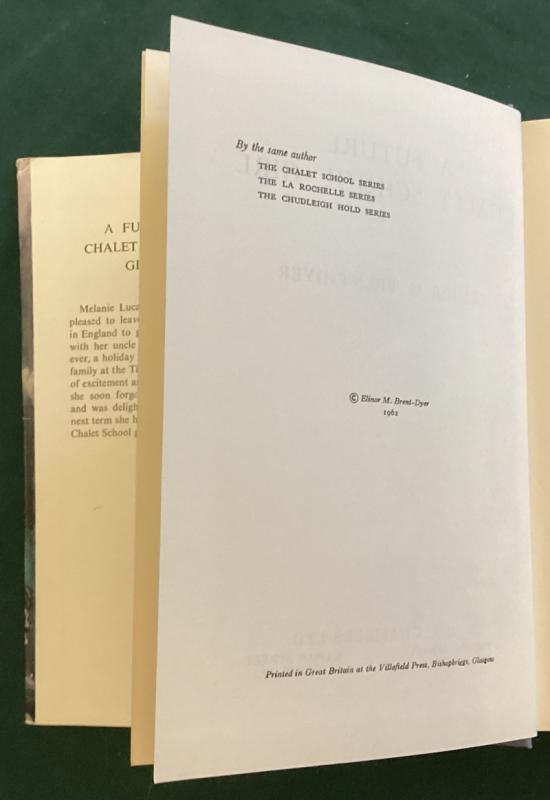 A FU
CHALET
GI
Melanie Luca
pleased to leav
in England to g
with her uncle
ever, a holiday
family at the Ti
of excitement a
she soon forg
and was deligh
next term she h
Chalet School
By the same author
THE CHALET SCHOOL SERIES
THE LA ROCHELLE SERIES
THE CHUDLEIGH HOLD SERIES
© Elinor M. Brent-Dyer
1962
Printed in Great Britain at the Villafield Press, Bishopbriggs, Glasgow